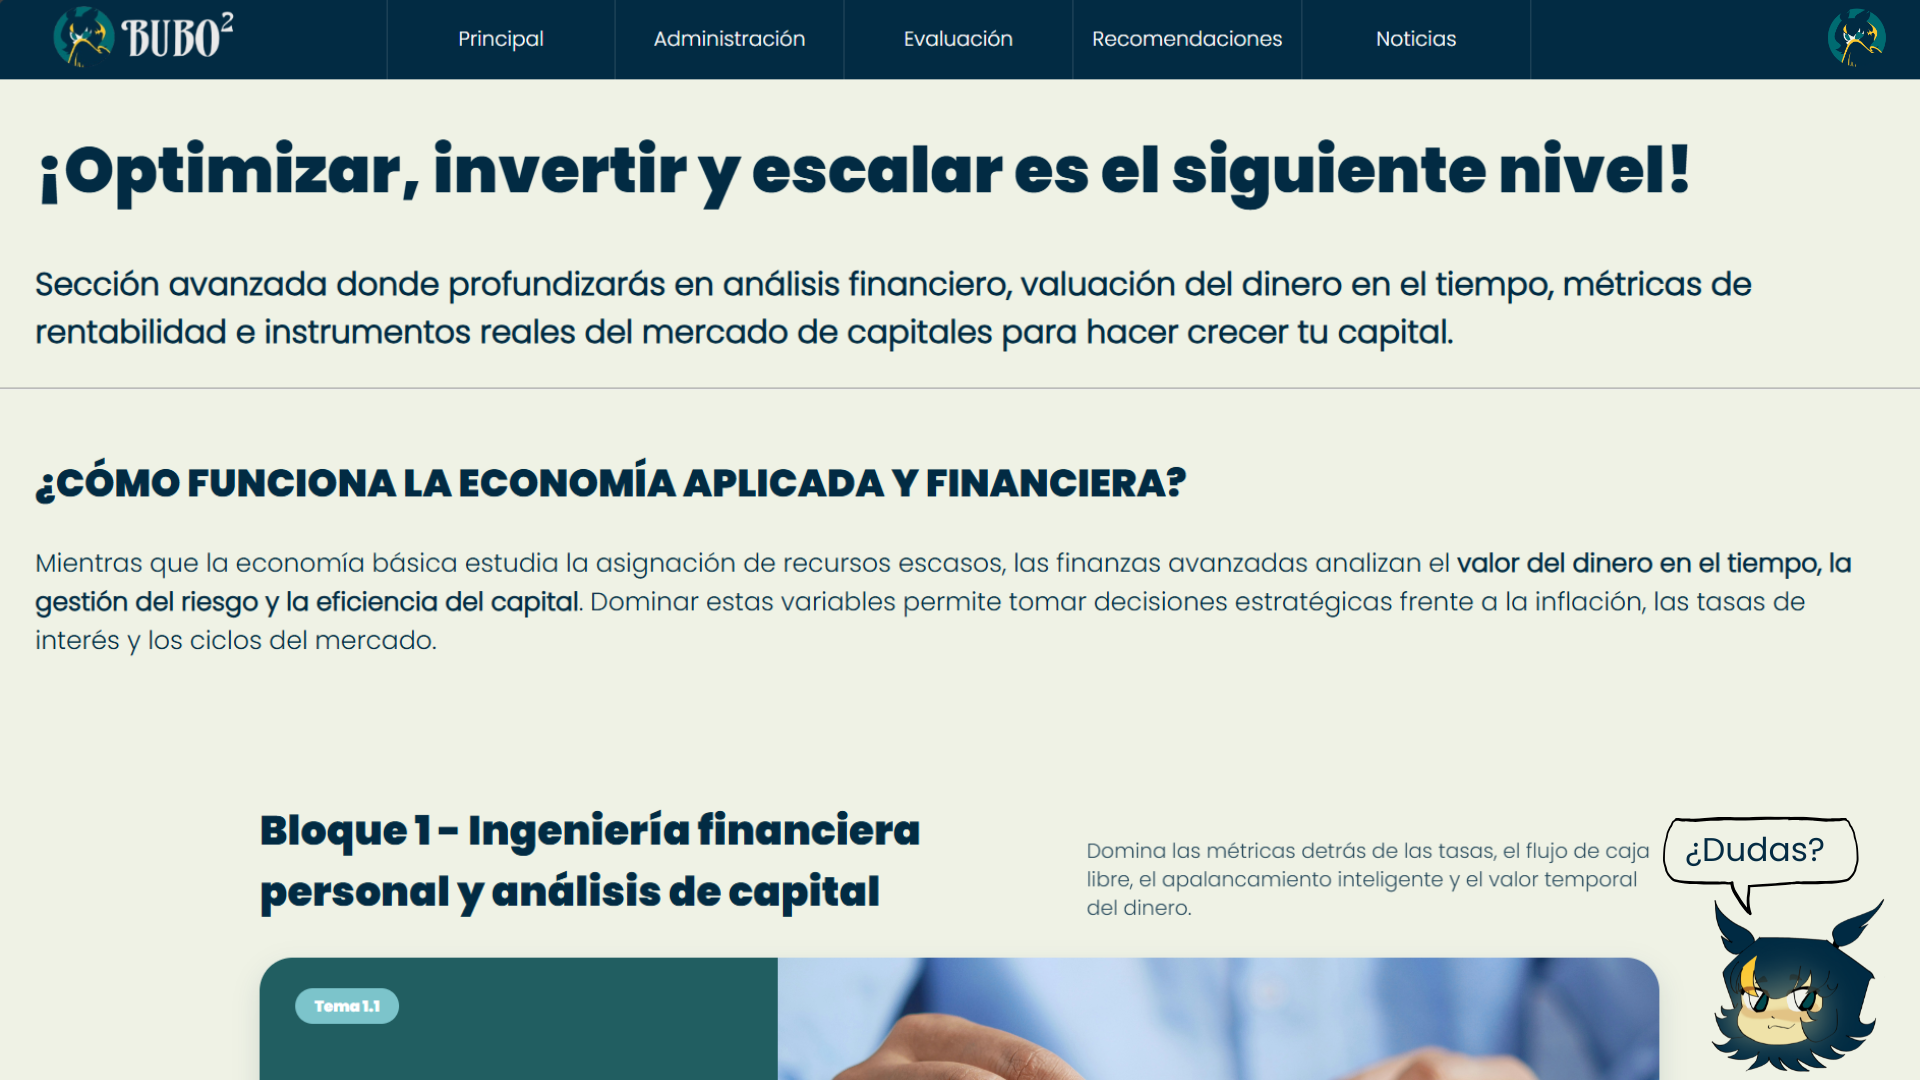 BUBO²
Principal
Administración
Evaluación
Recomendaciones
Noticias
¡Optimizar, invertir y escalar es el siguiente nivel!
Sección avanzada donde profundizarás en análisis financiero, valuación del dinero en el tiempo, métricas de
rentabilidad e instrumentos reales del mercado de capitales para hacer crecer tu capital.
¿CÓMO FUNCIONA LA ECONOMÍA APLICADA Y FINANCIERA?
Mientras que la economía básica estudia la asignación de recursos escasos, las finanzas avanzadas analizan el valor del dinero en el tiempo, la
gestión del riesgo y la eficiencia del capital. Dominar estas variables permite tomar decisiones estratégicas frente a la inflación, las tasas de
interés y los ciclos del mercado.
Bloque 1 - Ingeniería financiera
personal y análisis de capital
Domina las métricas detrás de las tasas, el flujo de caja
libre, el apalancamiento inteligente y el valor temporal
del dinero.
¿Dudas?
Tema 1.1